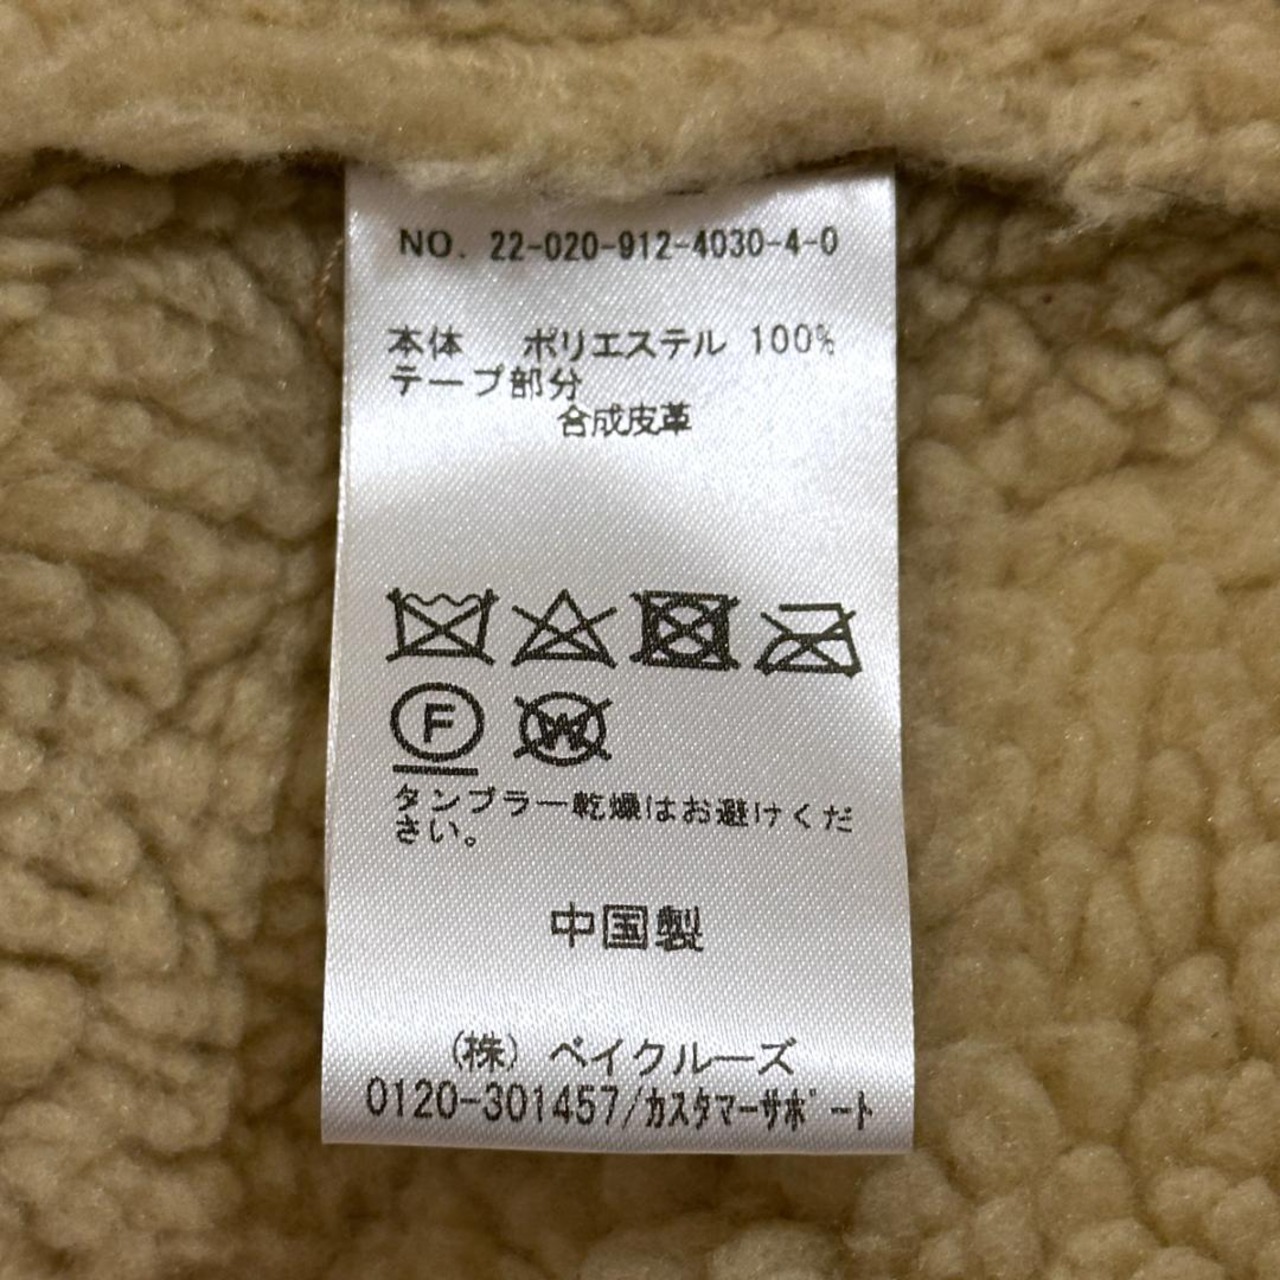 NO. 22-020-912-4030-4-0
本体 ポリエステル 100%
テープ部分
合成皮革
F
W
タンブラー乾燥はお避けくだ
さい。
中国製
(株) ベイクルーズ
0120-301457/カスタマーサポート